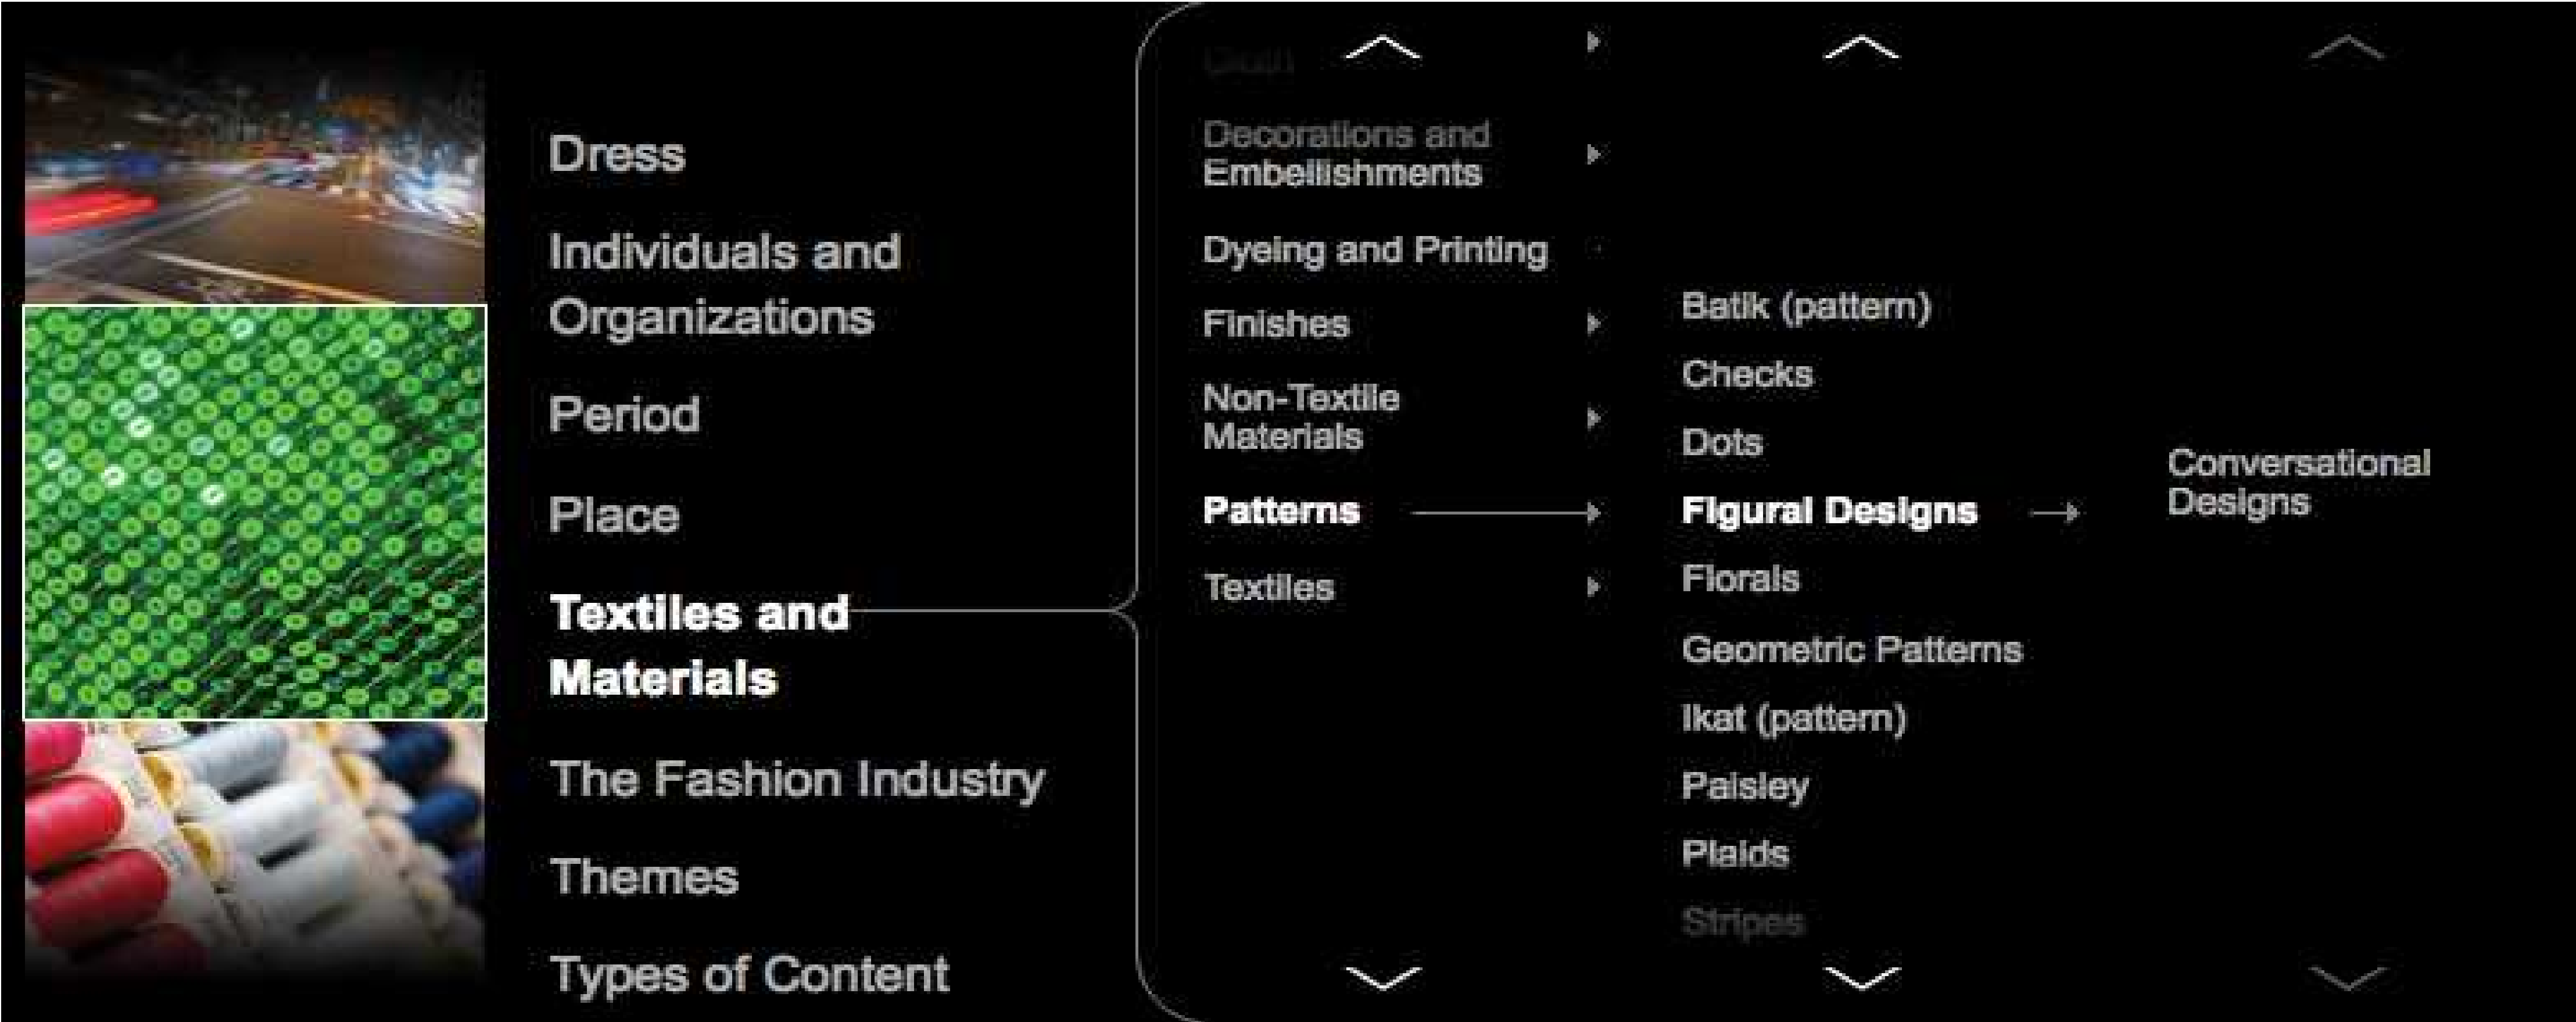 Dress
Individuals and
Organizations
Period
Place
Textiles and
Materials
The Fashion Industry
Themes
Types of Content
Decorations and
Embellishments
Dyeing and Printing
Finishes
Non-Textile
Materials
Patterns
Textiles
Batik (pattern)
Checks
Dots
Figural Designs
Florals
Geometric Patterns
Ikat (pattern)
Paisley
Plaids
Stripes
Conversational
Designs